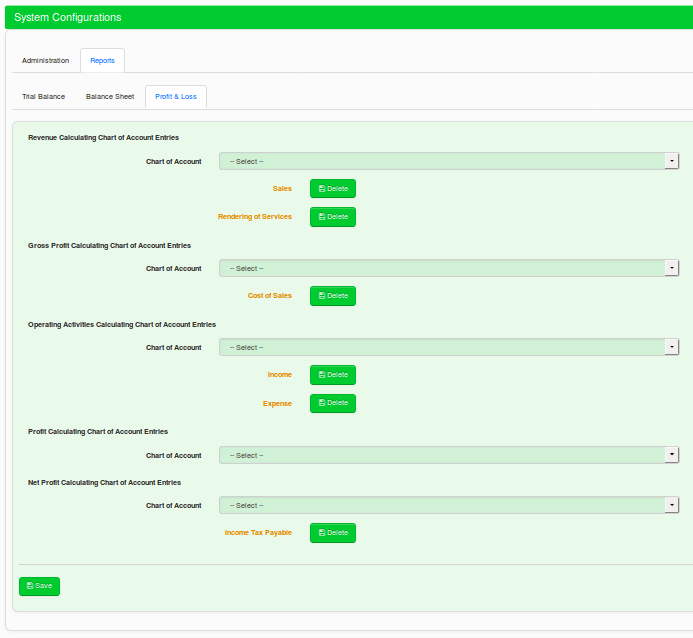 System Configurations
Administration Reports
Trial Balance Balance Sheet Profit & Loss
Revenue Calculating Chart of Account Entries
Chart of Account -- Select --
Sales Delete
Rendering of Services Delete
Gross Profit Calculating Chart of Account Entries
Chart of Account -- Select --
Cost of Sales Delete
Operating Activities Calculating Chart of Account Entries
Chart of Account -- Select --
Income Delete
Expense Delete
Profit Calculating Chart of Account Entries
Chart of Account -- Select --
Net Profit Calculating Chart of Account Entries
Chart of Account -- Select --
Income Tax Payable Delete
Save